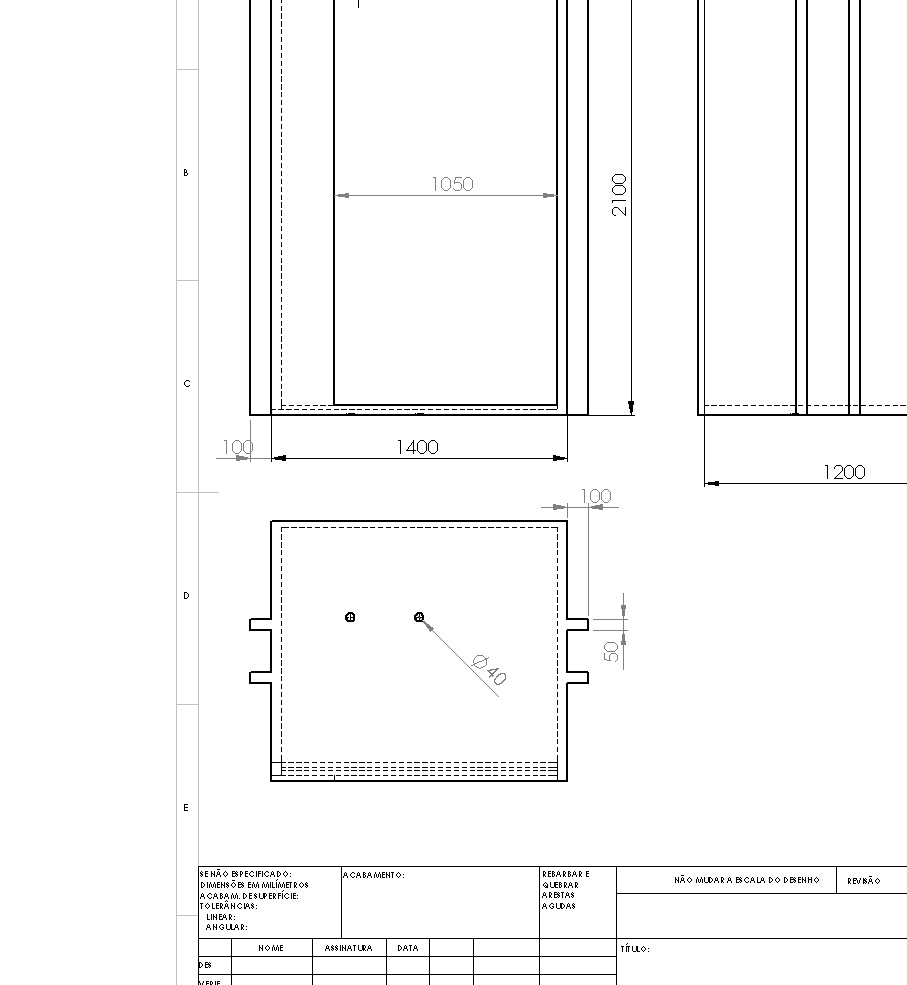 B
1050
2100
C
100
1400
1200
100
D
50
Ø40
E
SE NÃO ESPECIFICADO:
DIMENSÕES EM MILÍMETROS
ACABAM. DE SUPERFÍCIE:
TOLERÂNCIAS:
LINEAR:
ANGULAR:
ACABAMENTO:
REBARBAR E
QUEBRAR
ARESTAS
AGUDAS
NÃO MUDAR A ESCALA DO DESENHO
REVISÃO
NOME
ASSINATURA
DATA
TÍTULO:
DES
VERIF